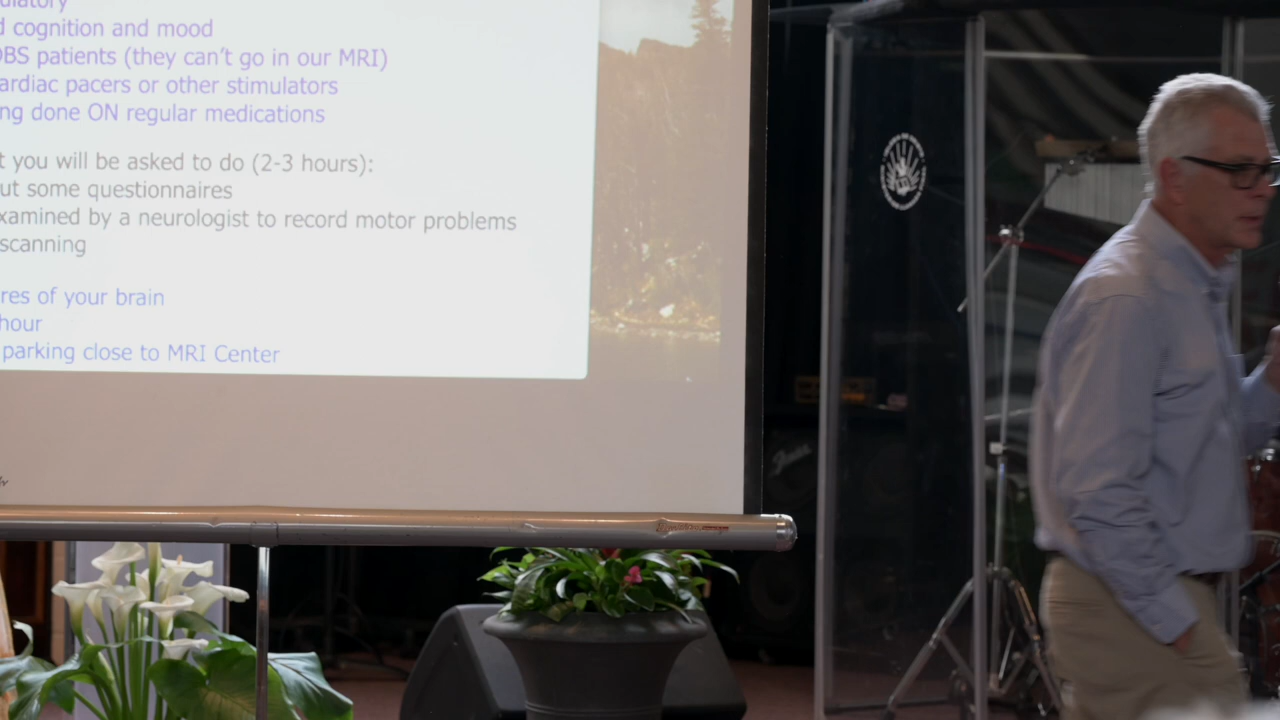 ulatory
d cognition and mood
DBS patients (they can't go in our MRI)
ardiac pacers or other stimulators
ng done ON regular medications
t you will be asked to do (2-3 hours):
ut some questionnaires
xamined by a neurologist to record motor problems
scanning
res of your brain
hour
parking close to MRI Center
Fender